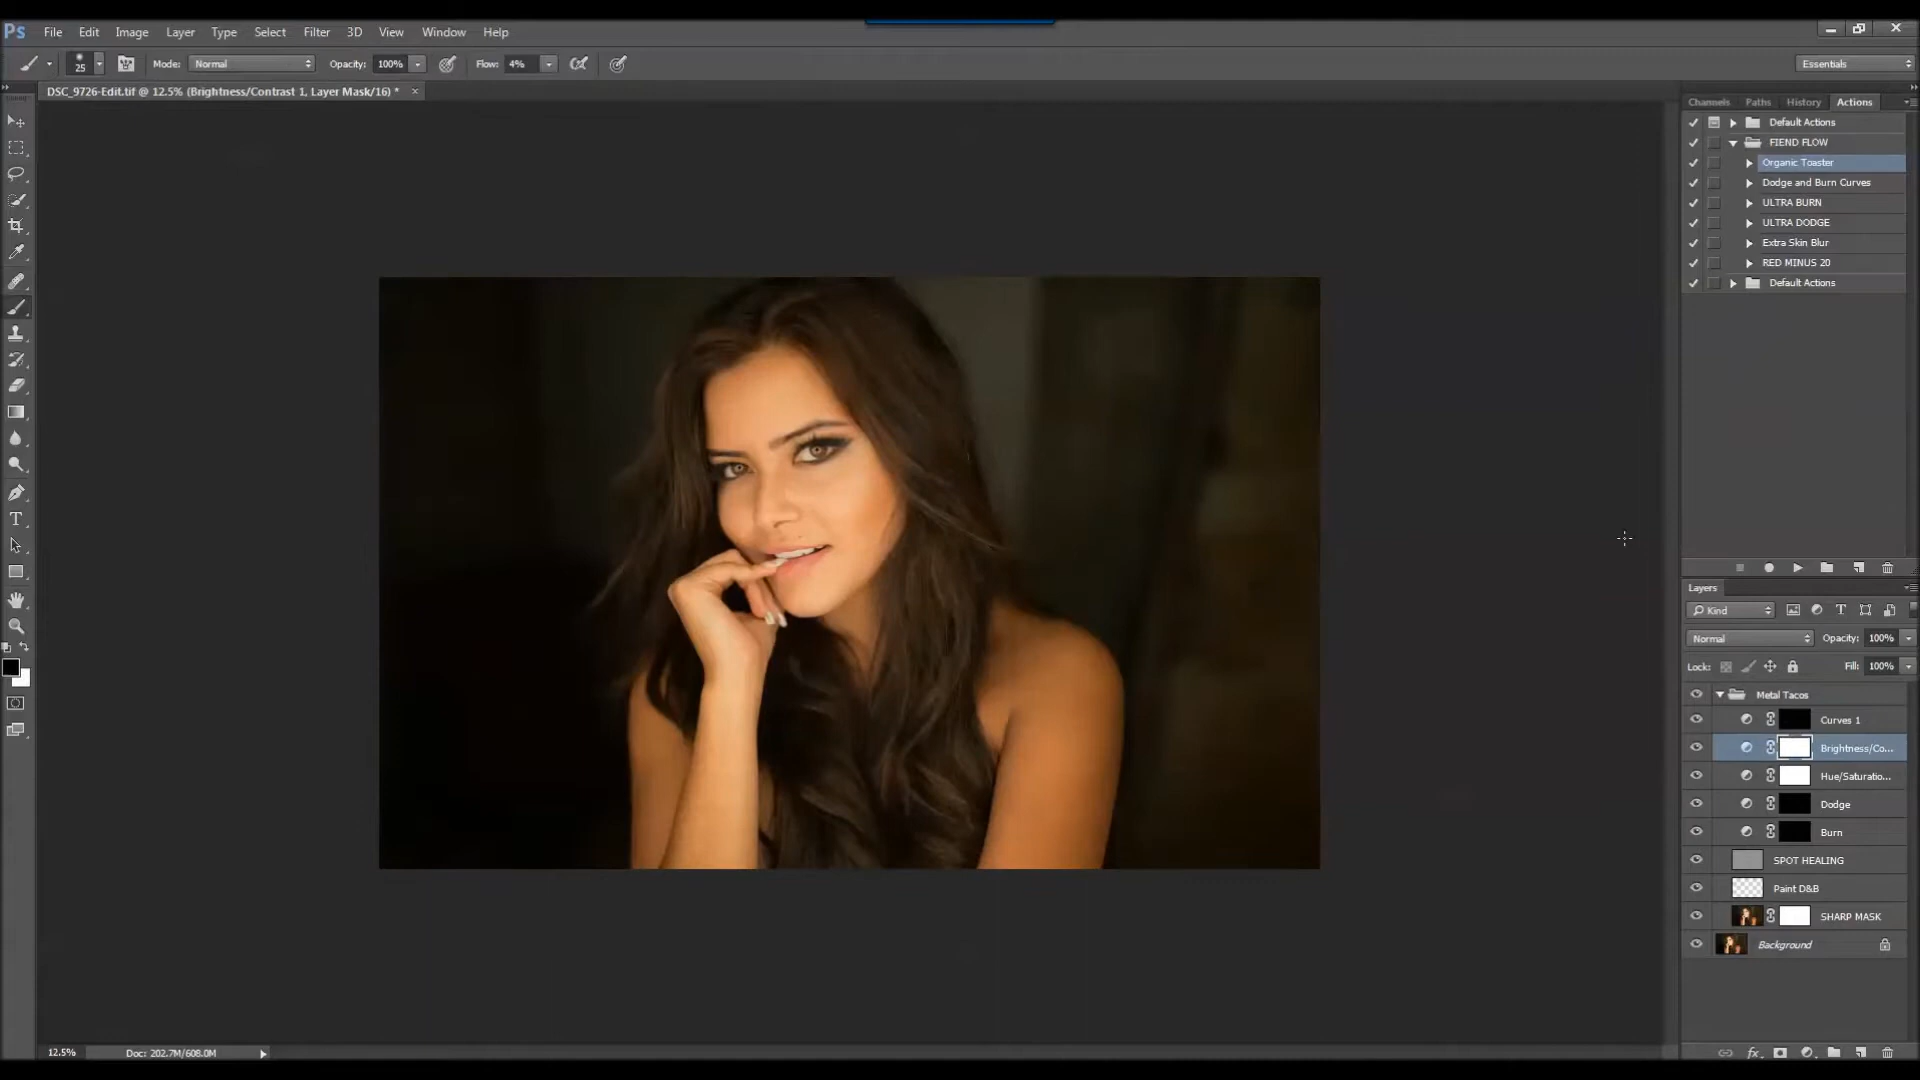 Ps File Edit Image Layer Type Select Filter 3D View Window Help
25 Mode: Normal Opacity: 100% Flow: 4% Essentials
DSC_9726-Edit.tif @ 12.5% (Brightness/Contrast 1, Layer Mask/16) *
Channels Paths History Actions
Default Actions
FIEND FLOW
Organic Toaster
Dodge and Burn Curves
ULTRA BURN
ULTRA DODGE
Extra Skin Blur
RED MINUS 20
Default Actions
Layers
Kind
Normal Opacity: 100%
Lock: Fill: 100%
Metal Tacos
Curves 1
Brightness/Co...
Hue/Saturatio...
Dodge
Burn
SPOT HEALING
Paint D&B
SHARP MASK
Background
12.5% Doc: 202.7M/608.0M